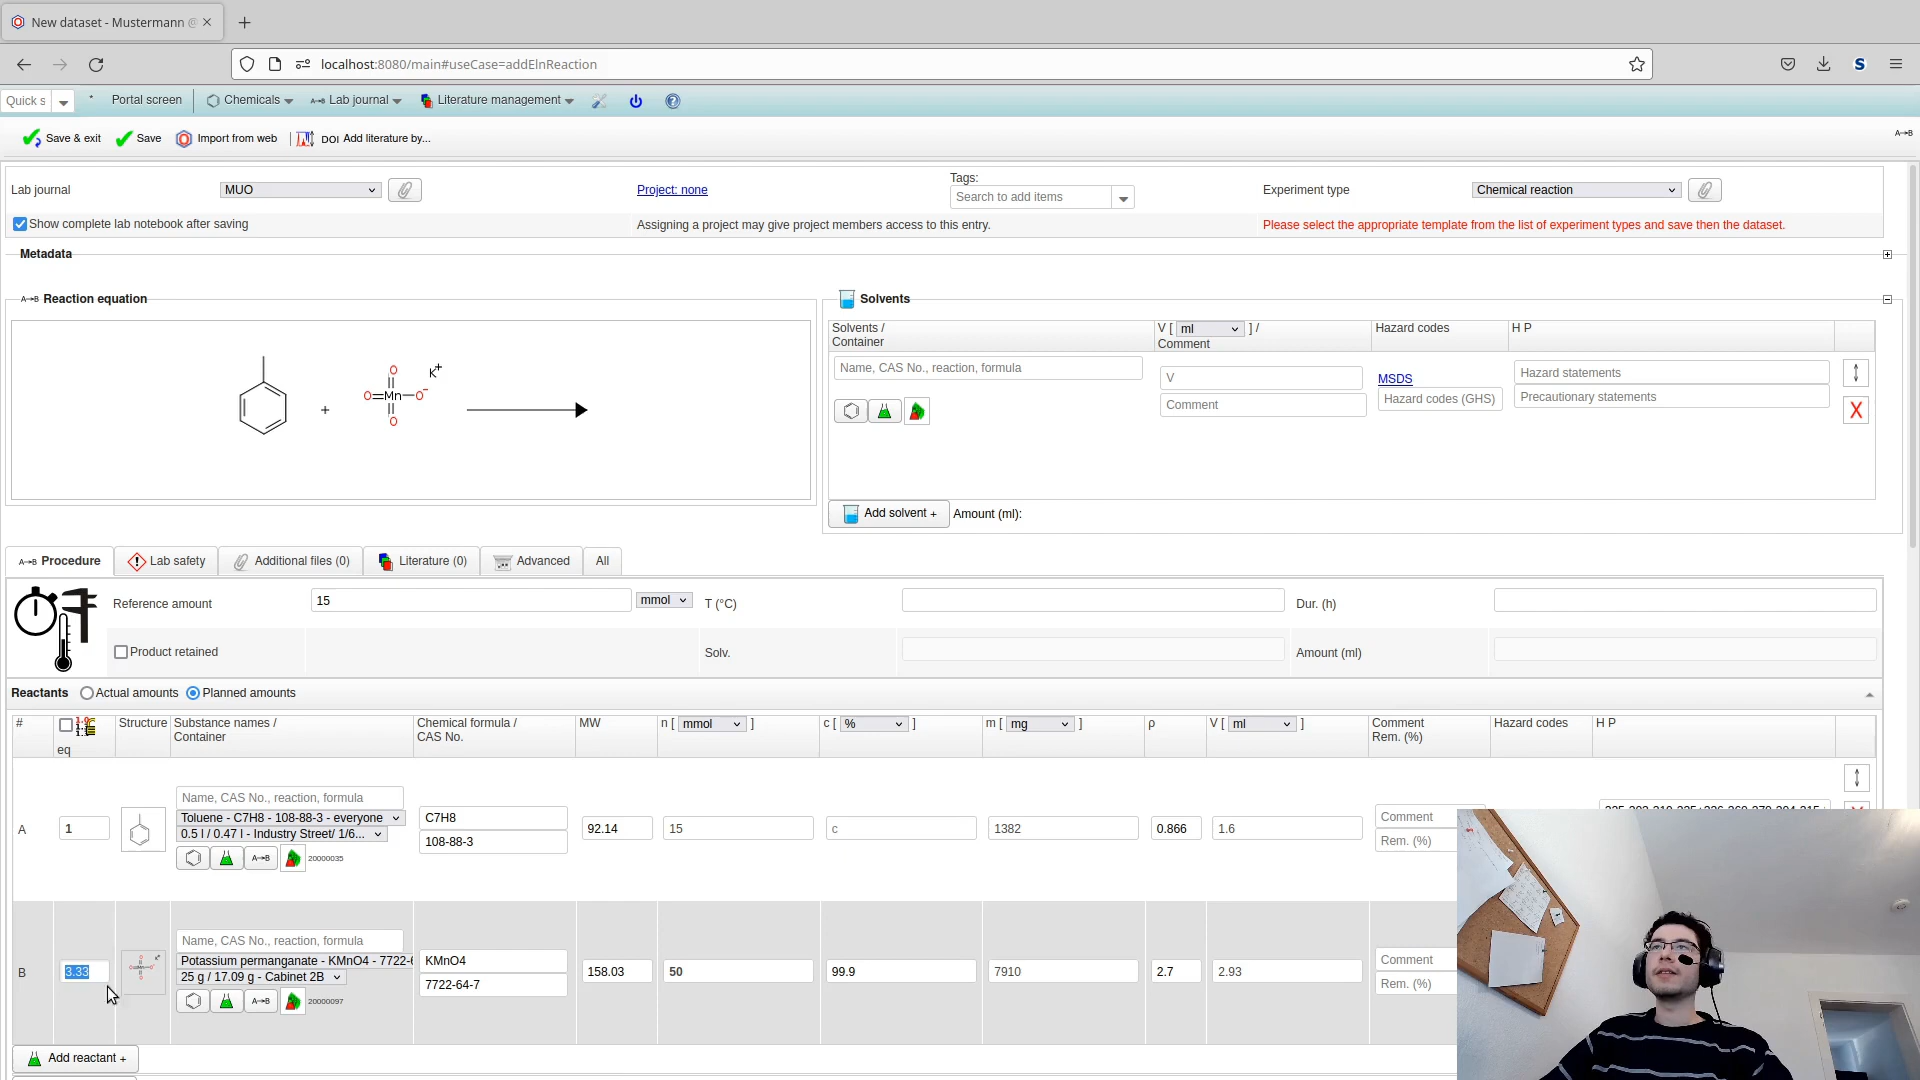 New dataset - Mustermann @
localhost:8080/main#useCase=addElnReaction
Quick s
*
Portal screen
Chemicals
A→B Lab journal
Literature management
Save & exit
Save
Import from web
DOI Add literature by...
A→B
Lab journal
MUO
Project: none
Tags:
Search to add items
Experiment type
Chemical reaction
Show complete lab notebook after saving
Assigning a project may give project members access to this entry.
Please select the appropriate template from the list of experiment types and save then the dataset.
Metadata
A→B Reaction equation
+
O
O=Mn—O⁻
O
K⁺
Solvents
Solvents /
Container
V [ ml ] /
Comment
Hazard codes
H P
Name, CAS No., reaction, formula
V
Comment
MSDS
Hazard codes (GHS)
Hazard statements
Precautionary statements
X
Add solvent +
Amount (ml):
A→B Procedure
Lab safety
Additional files (0)
Literature (0)
Advanced
All
Reference amount
15
mmol
T (°C)
Dur. (h)
Product retained
Solv.
Amount (ml)
Reactants
Actual amounts
Planned amounts
#
eq
Structure
Substance names /
Container
Chemical formula /
CAS No.
MW
n [ mmol ]
c [ % ]
m [ mg ]
ρ
V [ ml ]
Comment
Rem. (%)
Hazard codes
H P
A
1
Name, CAS No., reaction, formula
Toluene - C7H8 - 108-88-3 - everyone
0.5 l / 0.47 l - Industry Street/ 1/6...
A→B
20000035
C7H8
108-88-3
92.14
15
c
1382
0.866
1.6
Comment
Rem. (%)
B
3.33
Name, CAS No., reaction, formula
Potassium permanganate - KMnO4 - 7722-6
25 g / 17.09 g - Cabinet 2B
A→B
20000097
KMnO4
7722-64-7
158.03
50
99.9
7910
2.7
2.93
Comment
Rem. (%)
Add reactant +